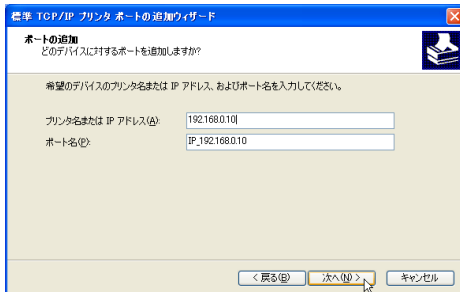 標準 TCP/IP プリンタ ポートの追加ウィザード
ポートの追加
どのデバイスに対するポートを追加しますか?
希望のデバイスのプリンタ名または IP アドレス、およびポート名を入力してください。
プリンタ名または IP アドレス(A): 192.168.0.10
ポート名(P): IP_192.168.0.10
< 戻る(B) 次へ(N) > キャンセル